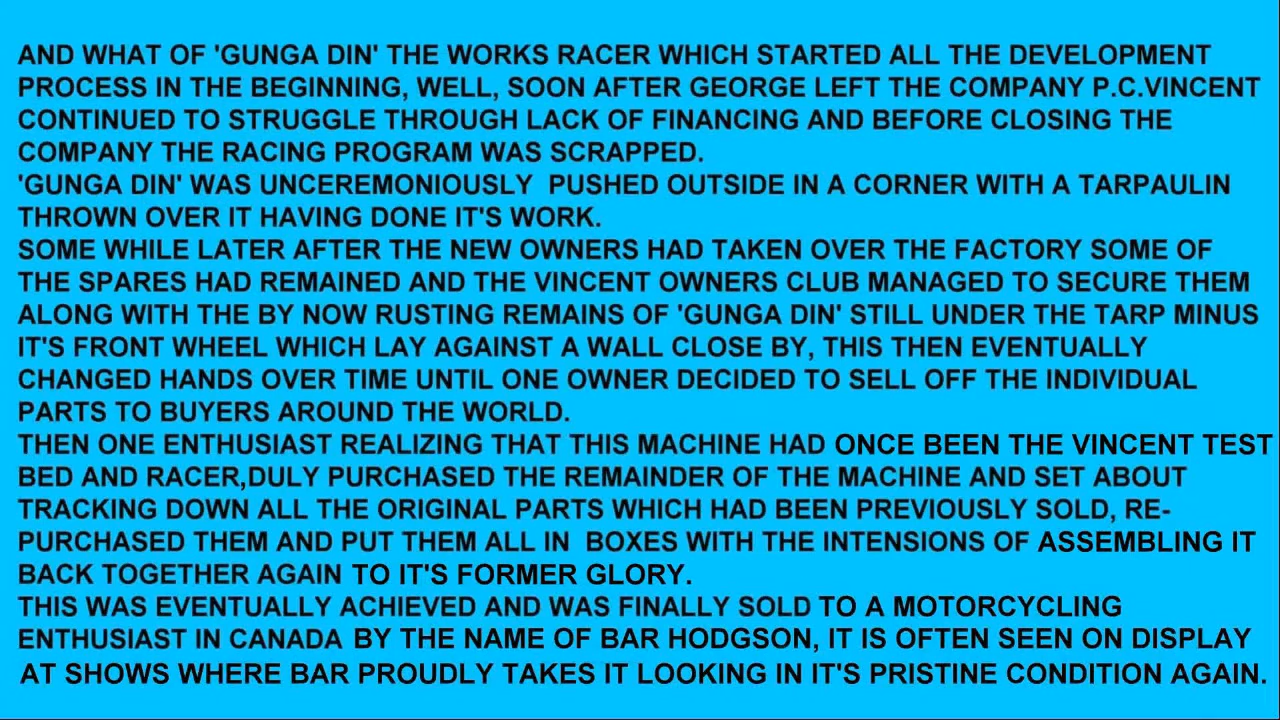 AND WHAT OF 'GUNGA DIN' THE WORKS RACER WHICH STARTED ALL THE DEVELOPMENT
PROCESS IN THE BEGINNING, WELL, SOON AFTER GEORGE LEFT THE COMPANY P.C.VINCENT
CONTINUED TO STRUGGLE THROUGH LACK OF FINANCING AND BEFORE CLOSING THE
COMPANY THE RACING PROGRAM WAS SCRAPPED.
'GUNGA DIN' WAS UNCEREMONIOUSLY  PUSHED OUTSIDE IN A CORNER WITH A TARPAULIN
THROWN OVER IT HAVING DONE IT'S WORK.
SOME WHILE LATER AFTER THE NEW OWNERS HAD TAKEN OVER THE FACTORY SOME OF
THE SPARES HAD REMAINED AND THE VINCENT OWNERS CLUB MANAGED TO SECURE THEM
ALONG WITH THE BY NOW RUSTING REMAINS OF 'GUNGA DIN' STILL UNDER THE TARP MINUS
IT'S FRONT WHEEL WHICH LAY AGAINST A WALL CLOSE BY, THIS THEN EVENTUALLY
CHANGED HANDS OVER TIME UNTIL ONE OWNER DECIDED TO SELL OFF THE INDIVIDUAL
PARTS TO BUYERS AROUND THE WORLD.
THEN ONE ENTHUSIAST REALIZING THAT THIS MACHINE HAD ONCE BEEN THE VINCENT TEST
BED AND RACER,DULY PURCHASED THE REMAINDER OF THE MACHINE AND SET ABOUT
TRACKING DOWN ALL THE ORIGINAL PARTS WHICH HAD BEEN PREVIOUSLY SOLD, RE-
PURCHASED THEM AND PUT THEM ALL IN  BOXES WITH THE INTENSIONS OF ASSEMBLING IT
BACK TOGETHER AGAIN TO IT'S FORMER GLORY.
THIS WAS EVENTUALLY ACHIEVED AND WAS FINALLY SOLD TO A MOTORCYCLING
ENTHUSIAST IN CANADA BY THE NAME OF BAR HODGSON, IT IS OFTEN SEEN ON DISPLAY
AT SHOWS WHERE BAR PROUDLY TAKES IT LOOKING IN IT'S PRISTINE CONDITION AGAIN.